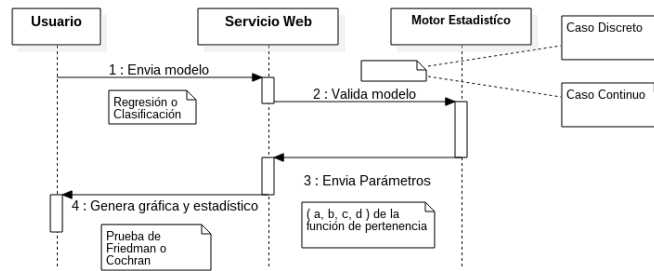 Usuario
Servicio Web
Motor Estadistíco
Caso Discreto
1 : Envia modelo
Regresión o
Clasificación
2 : Valida modelo
Caso Continuo
3 : Envia Parámetros
4 : Genera gráfica y estadístico
( a, b, c, d ) de la
función de pertenencia
Prueba de
Friedman o
Cochran